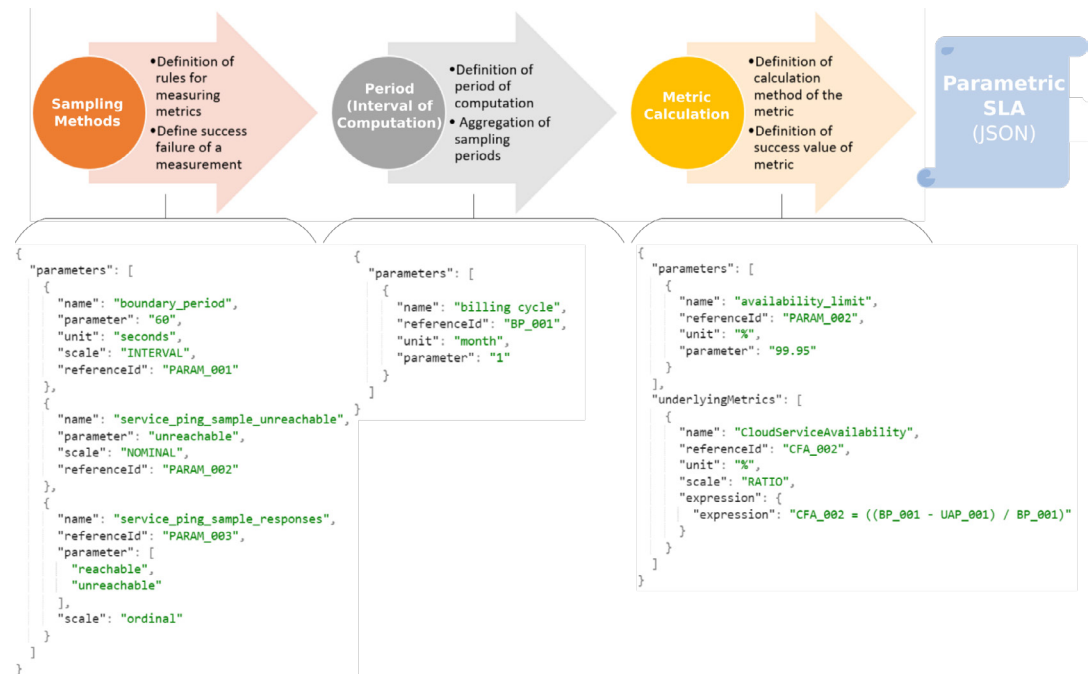 Sampling
Methods
•Definition of
rules for
measuring
metrics
•Define success
failure of a
measurement
Period
(Interval of
Computation)
•Definition of
period of
computation
• Aggregation of
sampling
periods
Metric
Calculation
•Definition of
calculation
method of the
metric
•Definition of
success value of
metric
Parametric
SLA
(JSON)
{
"parameters": [
{
"name": "boundary_period",
"parameter": "60",
"unit": "seconds",
"scale": "INTERVAL",
"referenceId": "PARAM_001"
},
{
"name": "service_ping_sample_unreachable",
"parameter": "unreachable",
"scale": "NOMINAL",
"referenceId": "PARAM_002"
},
{
"name": "service_ping_sample_responses",
"referenceId": "PARAM_003",
"parameter": [
"reachable",
"unreachable"
],
"scale": "ordinal"
}
]
}
{
"parameters": [
{
"name": "billing cycle",
"referenceId": "BP_001",
"unit": "month",
"parameter": "1"
}
]
}
{
"parameters": [
{
"name": "availability_limit",
"referenceId": "PARAM_002",
"unit": "%",
"parameter": "99.95"
}
],
"underlyingMetrics": [
{
"name": "CloudServiceAvailability",
"referenceId": "CFA_002",
"unit": "%",
"scale": "RATIO",
"expression": {
"expression": "CFA_002 = ((BP_001 - UAP_001) / BP_001)"
}
}
]
}